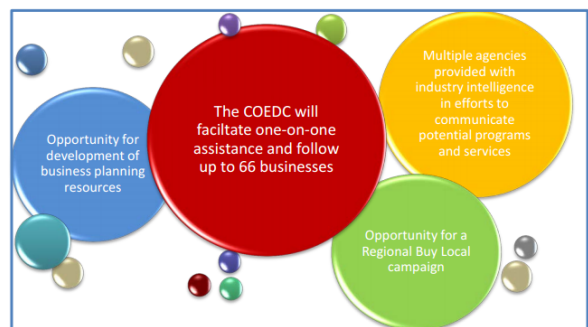 Opportunity for
development of
business planning
resources
The COEDC will
faciltate one-on-one
assistance and follow
up to 66 businesses
Multiple agencies
provided with
industry intelligence
in efforts to
communicate
potential programs
and services
Opportunity for a
Regional Buy Local
campaign